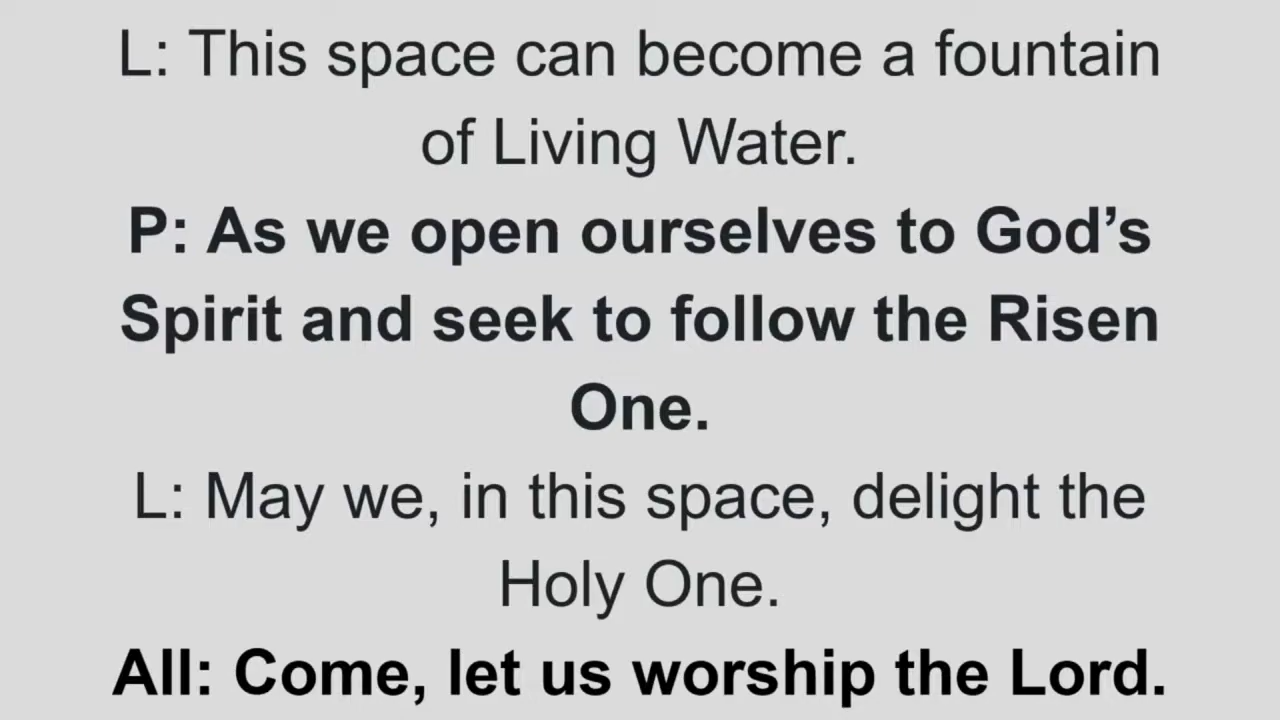 L: This space can become a fountain
of Living Water.
P: As we open ourselves to God’s
Spirit and seek to follow the Risen
One.
L: May we, in this space, delight the
Holy One.
All: Come, let us worship the Lord.